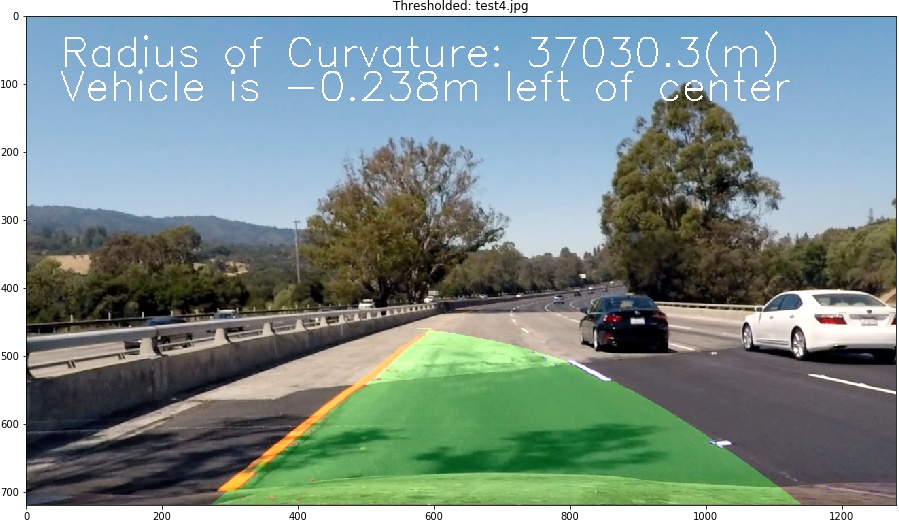 Thresholded: test4.jpg
Radius of Curvature: 37030.3(m)
Vehicle is -0.238m left of center
0
100
200
300
400
500
600
700
0 200 400 600 800 1000 1200